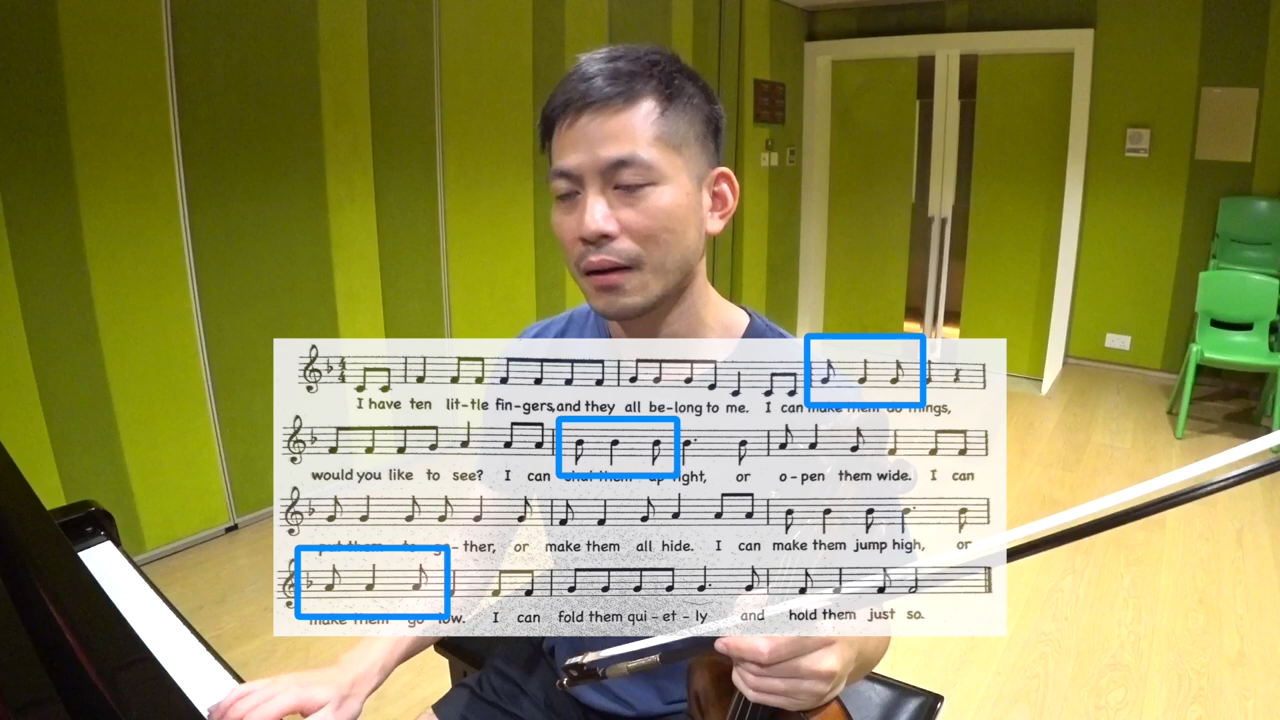 I have ten lit-tle fin-gers, and they all be-long to me. I can make them do things,
would you like to see? I can shut them up right, or o-pen them wide. I can
put them to-ge-ther, or make them all hide. I can make them jump high, or
make them go low. I can fold them qui-et-ly and hold them just so.